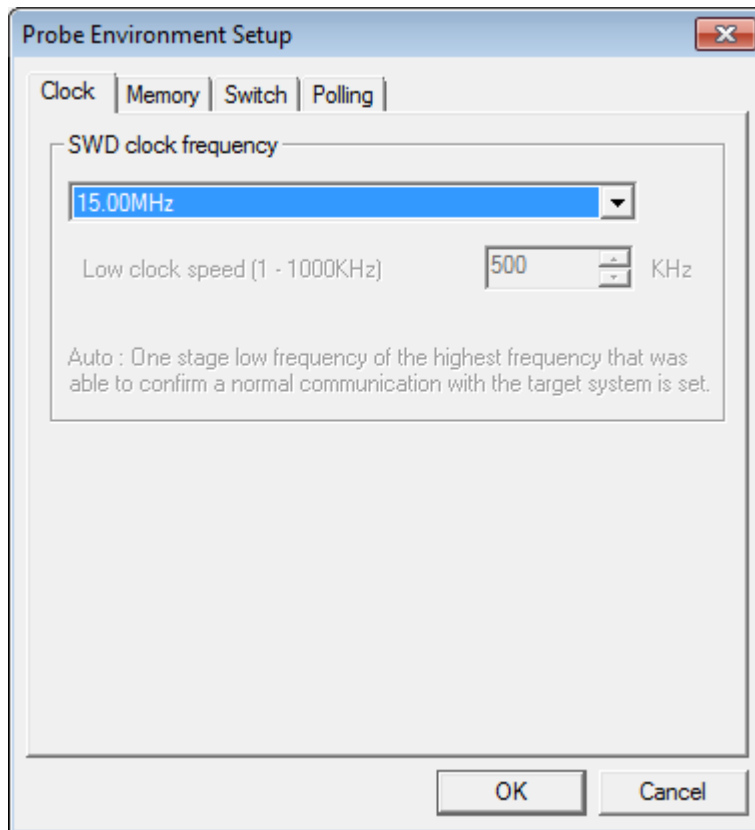 Probe Environment Setup
Clock Memory Switch Polling
SWD clock frequency
15.00MHz
Low clock speed (1 - 1000KHz) 500 KHz
Auto : One stage low frequency of the highest frequency that was
able to confirm a normal communication with the target system is set.
OK Cancel